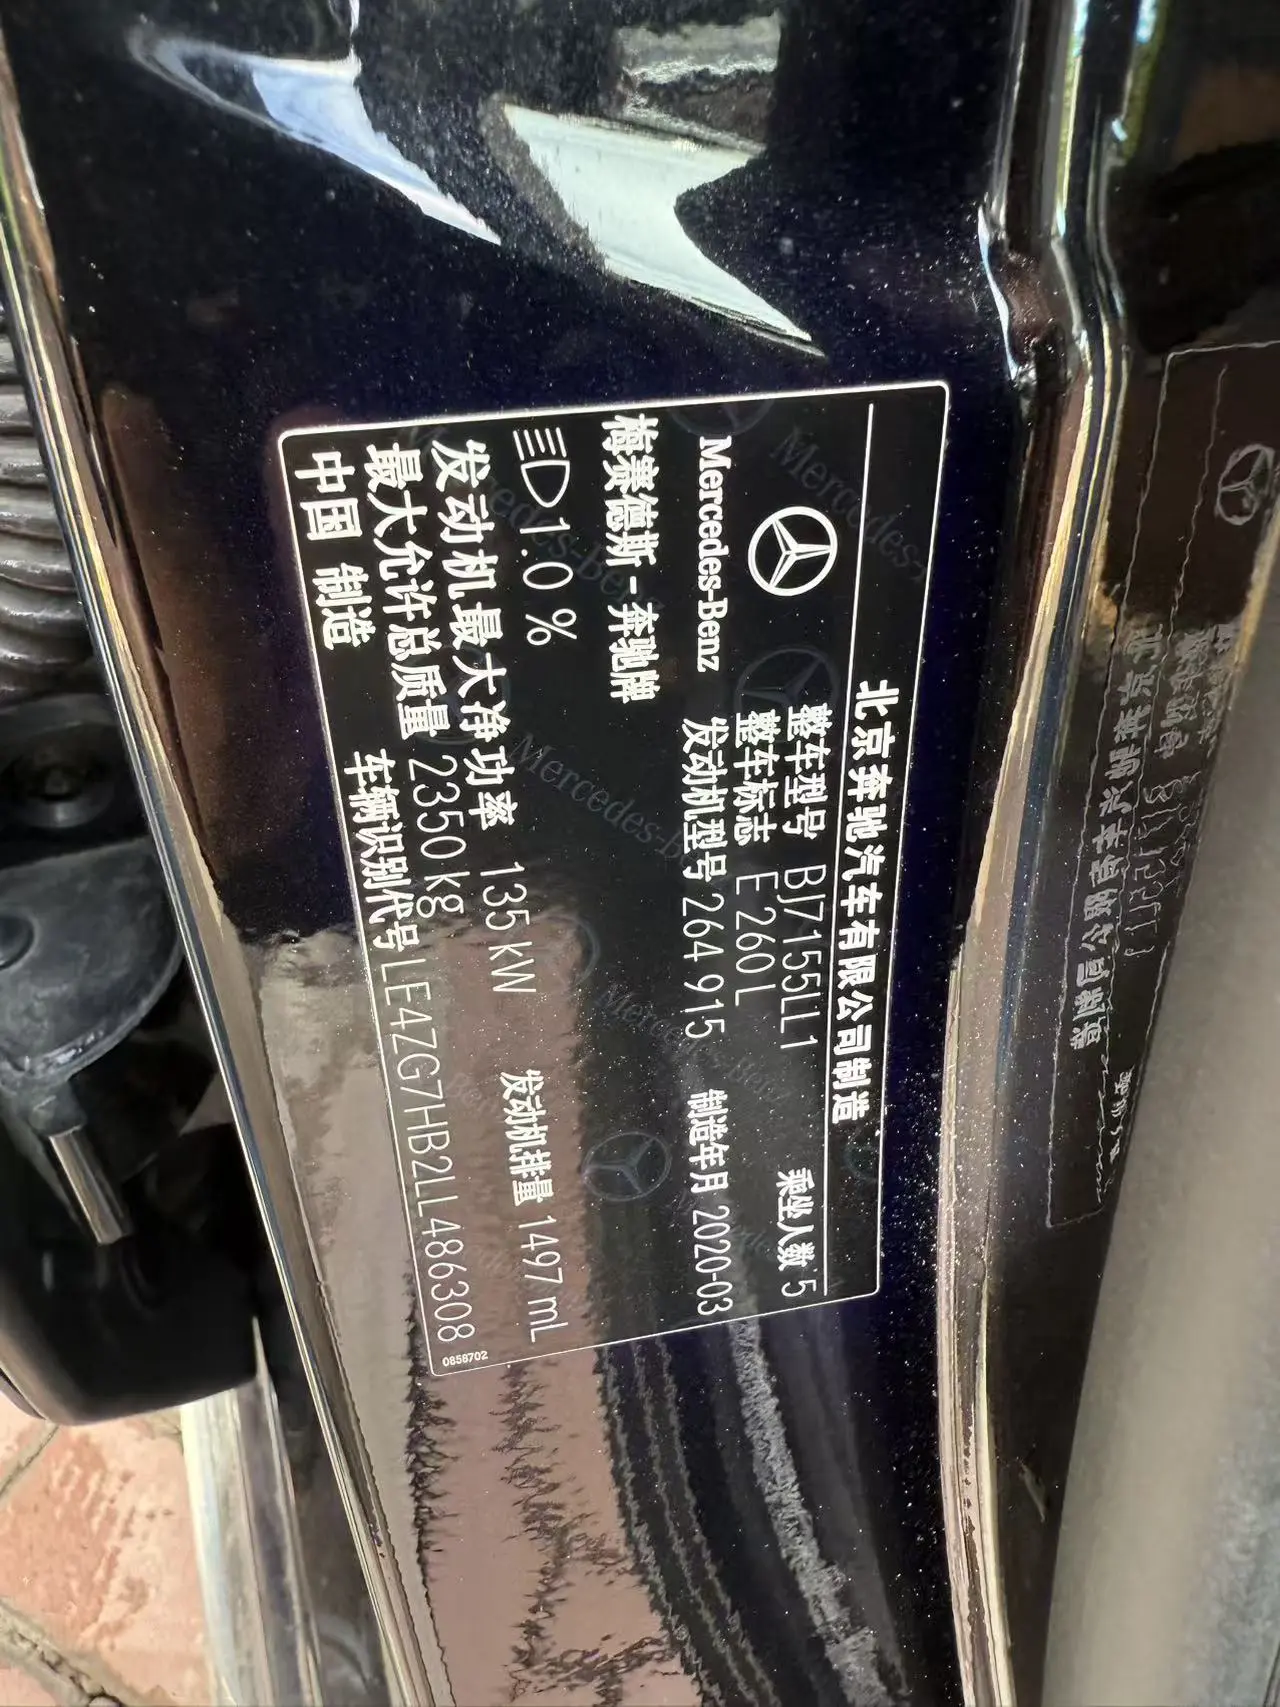 北京奔驰汽车有限公司制造
整车型号 BJ7155LL1 乘坐人数 5
Mercedes-Benz 整车标志 E 260 L
发动机型号 264 915 制造年月 2020-03
梅赛德斯-奔驰牌
1.0 %
发动机最大净功率 135 kW 发动机排量 1497 mL
最大允许总质量 2350 kg
中国 制造 车辆识别代号 LE4ZG7HB2LL486308
0858702